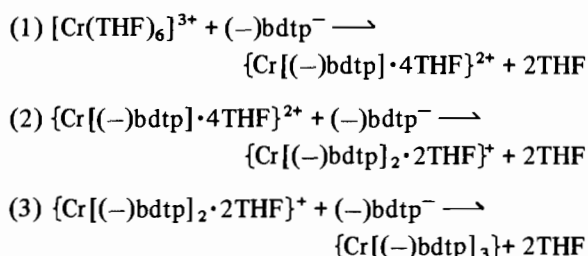 (1) [Cr(THF)₆]³⁺ + (−)bdtp⁻ ⟶
{Cr[(−)bdtp]·4THF}²⁺ + 2THF
(2) {Cr[(−)bdtp]·4THF}²⁺ + (−)bdtp⁻ ⟶
{Cr[(−)bdtp]₂·2THF}⁺ + 2THF
(3) {Cr[(−)bdtp]₂·2THF}⁺ + (−)bdtp⁻ ⟶
{Cr[(−)bdtp]₃}+ 2THF